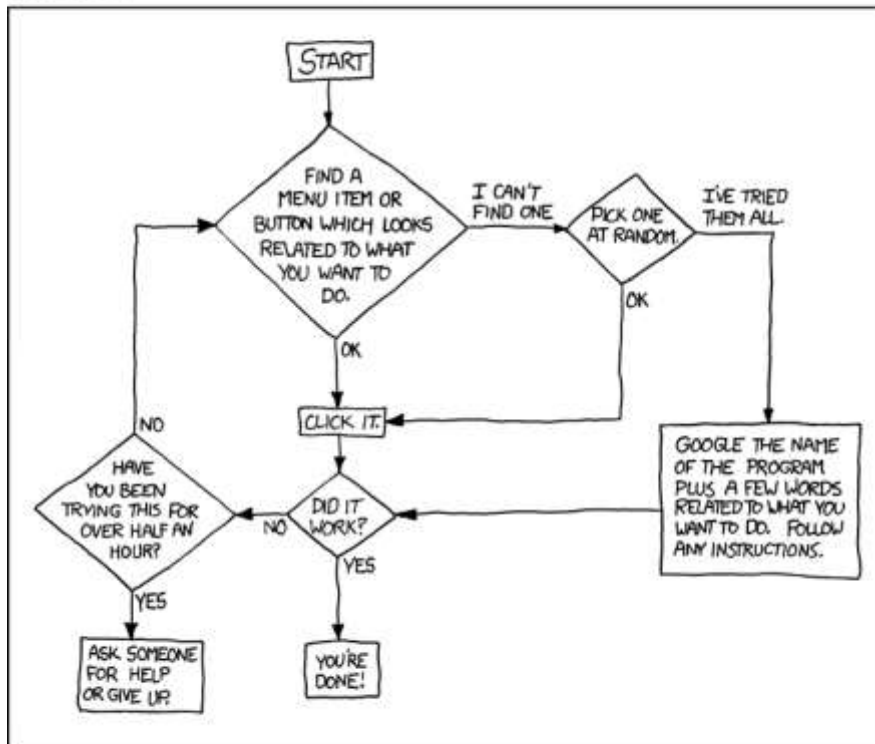 START
FIND A
MENU ITEM OR
BUTTON WHICH LOOKS
RELATED TO WHAT
YOU WANT TO
DO.
I CAN'T
FIND ONE
PICK ONE
AT RANDOM.
I'VE TRIED
THEM ALL.
OK
OK
CLICK IT.
NO
HAVE
YOU BEEN
TRYING THIS FOR
OVER HALF AN
HOUR?
NO
DID IT
WORK?
GOOGLE THE NAME
OF THE PROGRAM
PLUS A FEW WORDS
RELATED TO WHAT YOU
WANT TO DO. FOLLOW
ANY INSTRUCTIONS.
YES
YES
ASK SOMEONE
FOR HELP
OR GIVE UP.
YOU'RE
DONE!